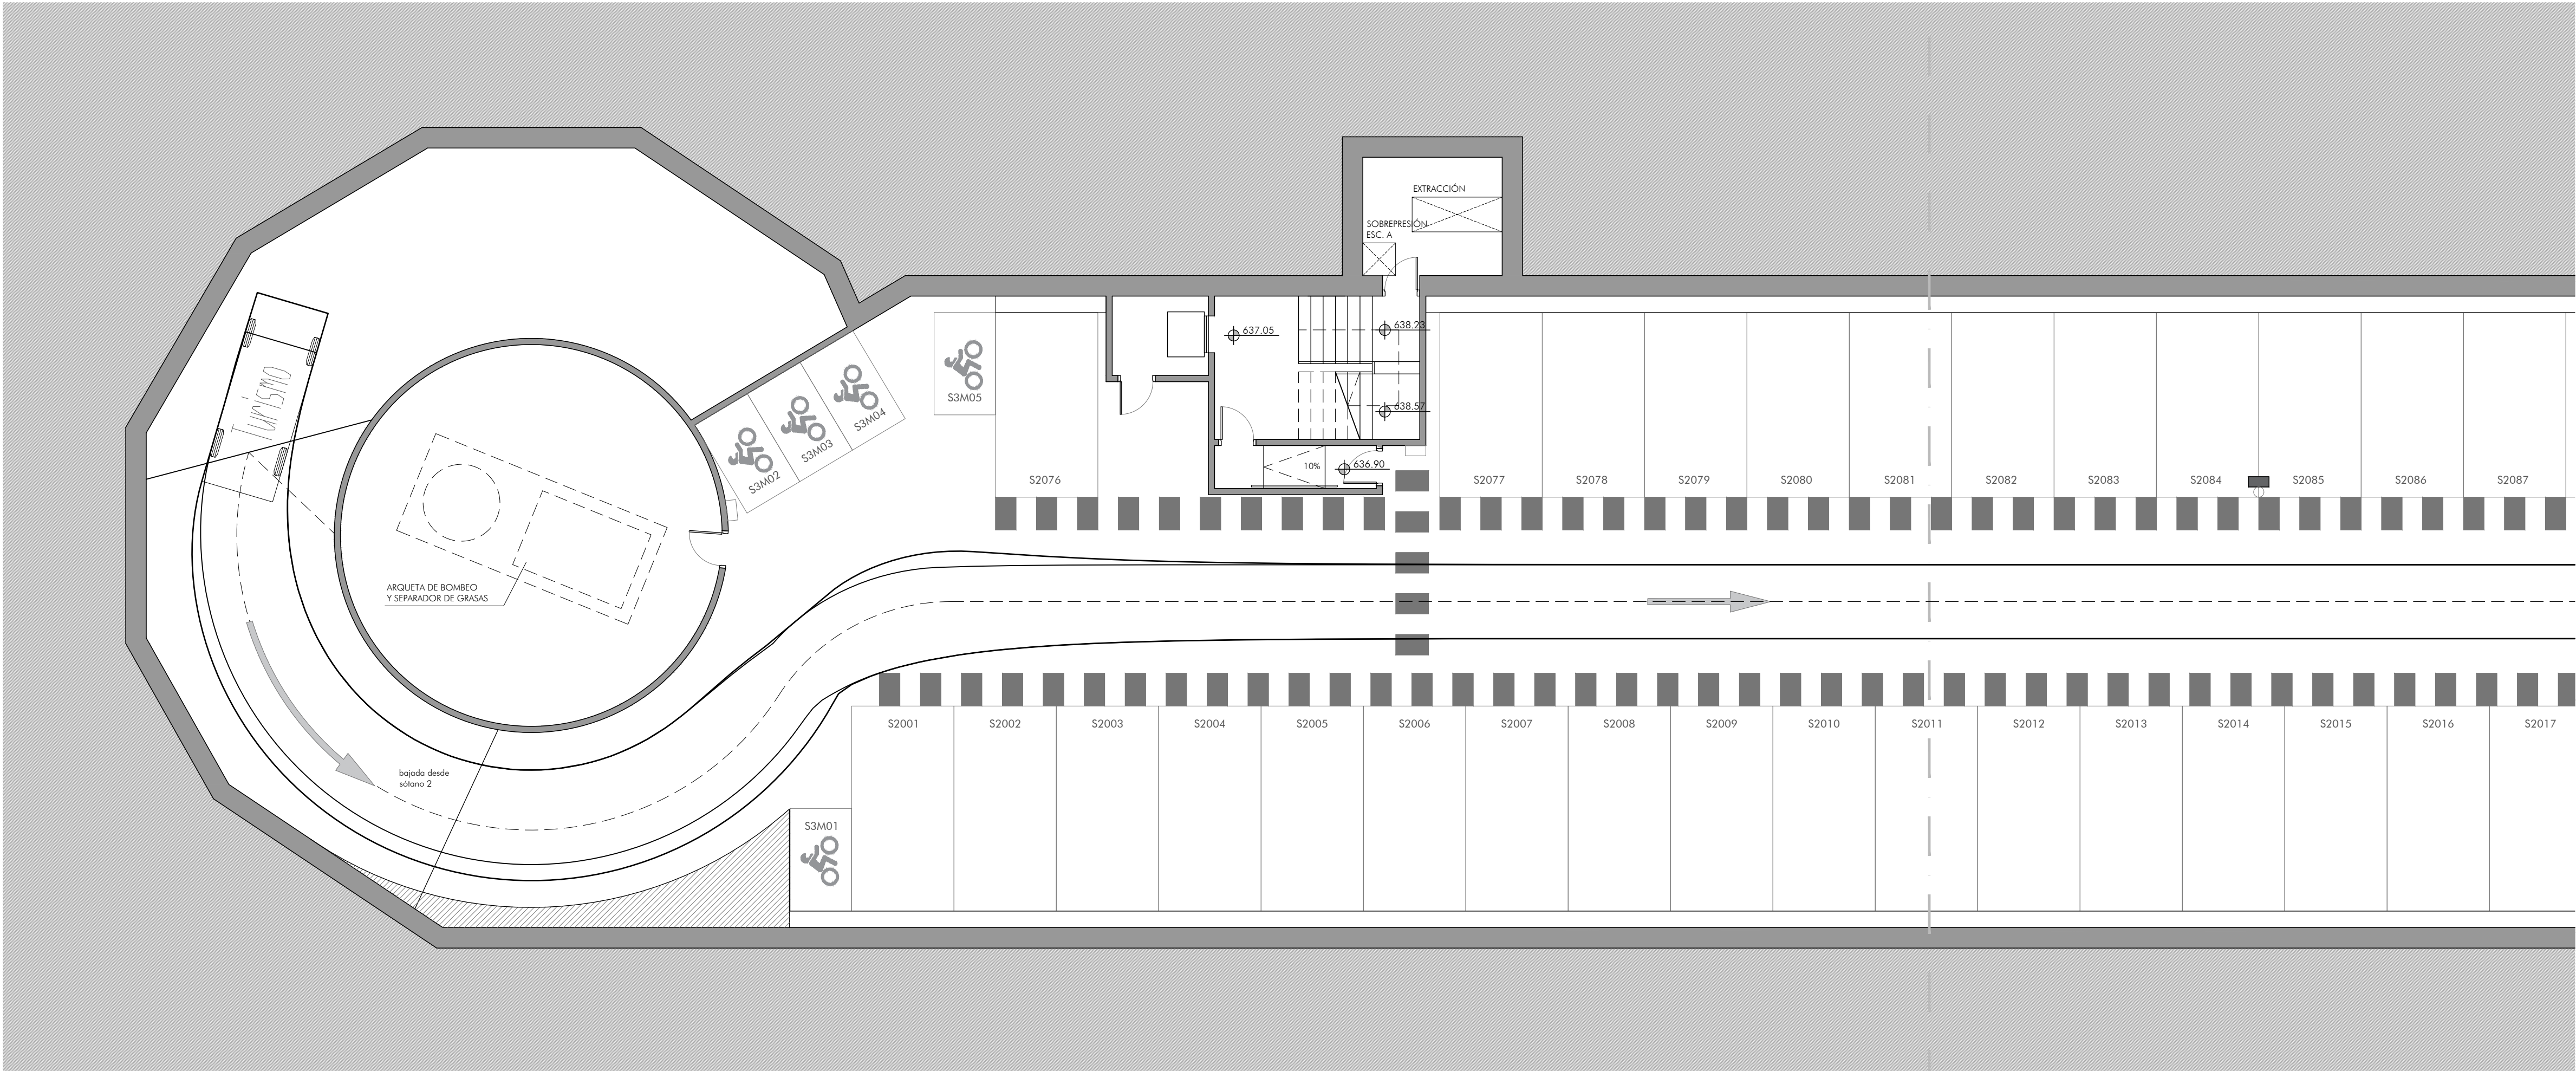 EXTRACCIÓN
SOBREPRESIÓN
ESC. A
637.05
638.23
638.57
636.90
10%
Turismo
S3M05
S3M04
S3M03
S3M02
S2076
S2077
S2078
S2079
S2080
S2081
S2082
S2083
S2084
S2085
S2086
S2087
ARQUETA DE BOMBEO
Y SEPARADOR DE GRASAS
bajada desde
sótano 2
S3M01
S2001
S2002
S2003
S2004
S2005
S2006
S2007
S2008
S2009
S2010
S2011
S2012
S2013
S2014
S2015
S2016
S2017